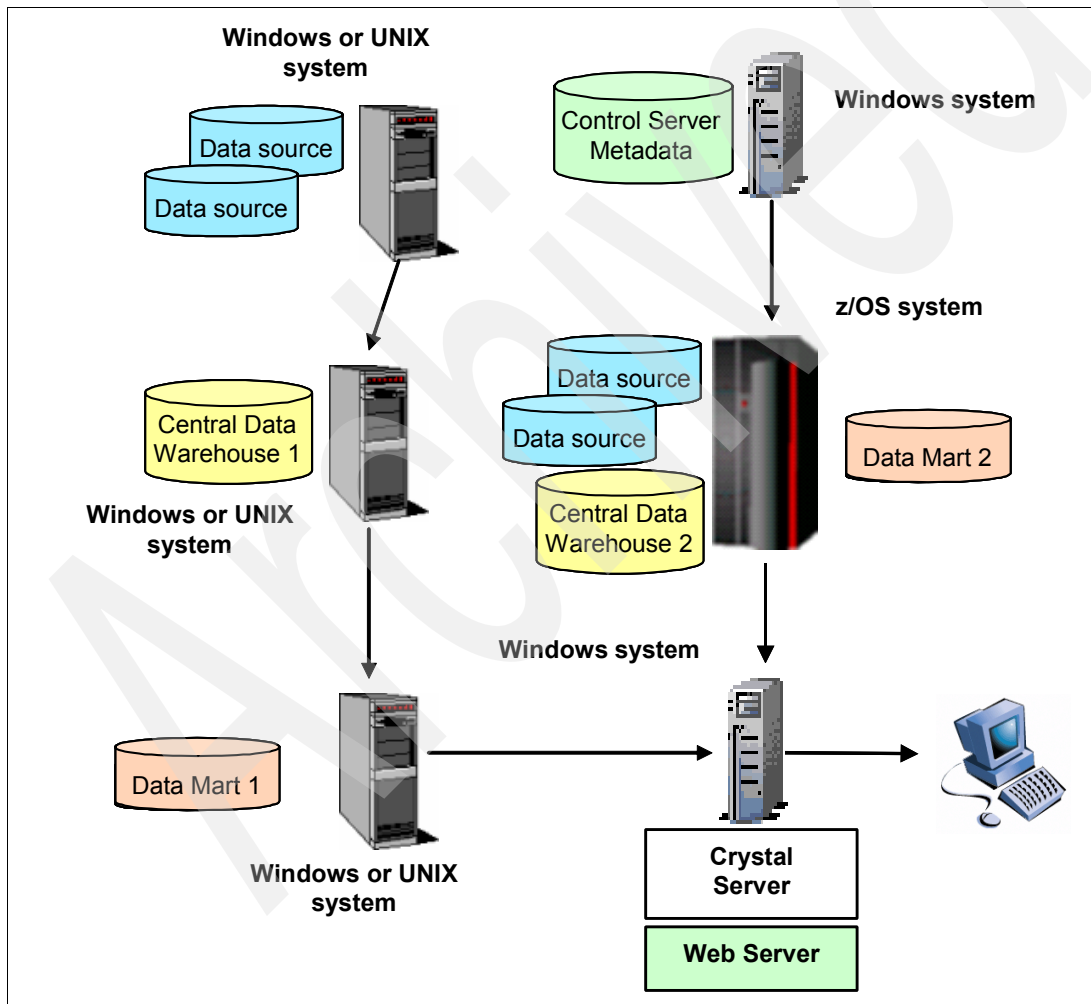 Windows or UNIX
system
Data source
Data source
Control Server
Metadata
Windows system
z/OS system
Central Data
Warehouse 1
Windows or UNIX
system
Data source
Data source
Central Data
Warehouse 2
Data Mart 2
Windows system
Data Mart 1
Windows or UNIX
system
Crystal
Server
Web Server
Archived